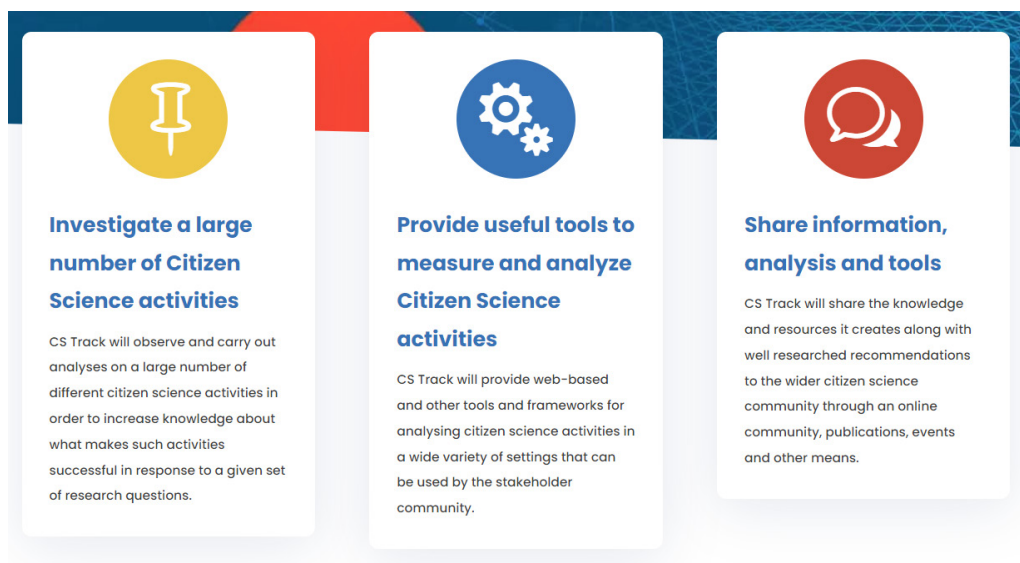 Investigate a large
number of Citizen
Science activities
CS Track will observe and carry out
analyses on a large number of
different citizen science activities in
order to increase knowledge about
what makes such activities
successful in response to a given set
of research questions.
Provide useful tools to
measure and analyze
Citizen Science
activities
CS Track will provide web-based
and other tools and frameworks for
analysing citizen science activities in
a wide variety of settings that can
be used by the stakeholder
community.
Share information,
analysis and tools
CS Track will share the knowledge
and resources it creates along with
well researched recommendations
to the wider citizen science
community through an online
community, publications, events
and other means.